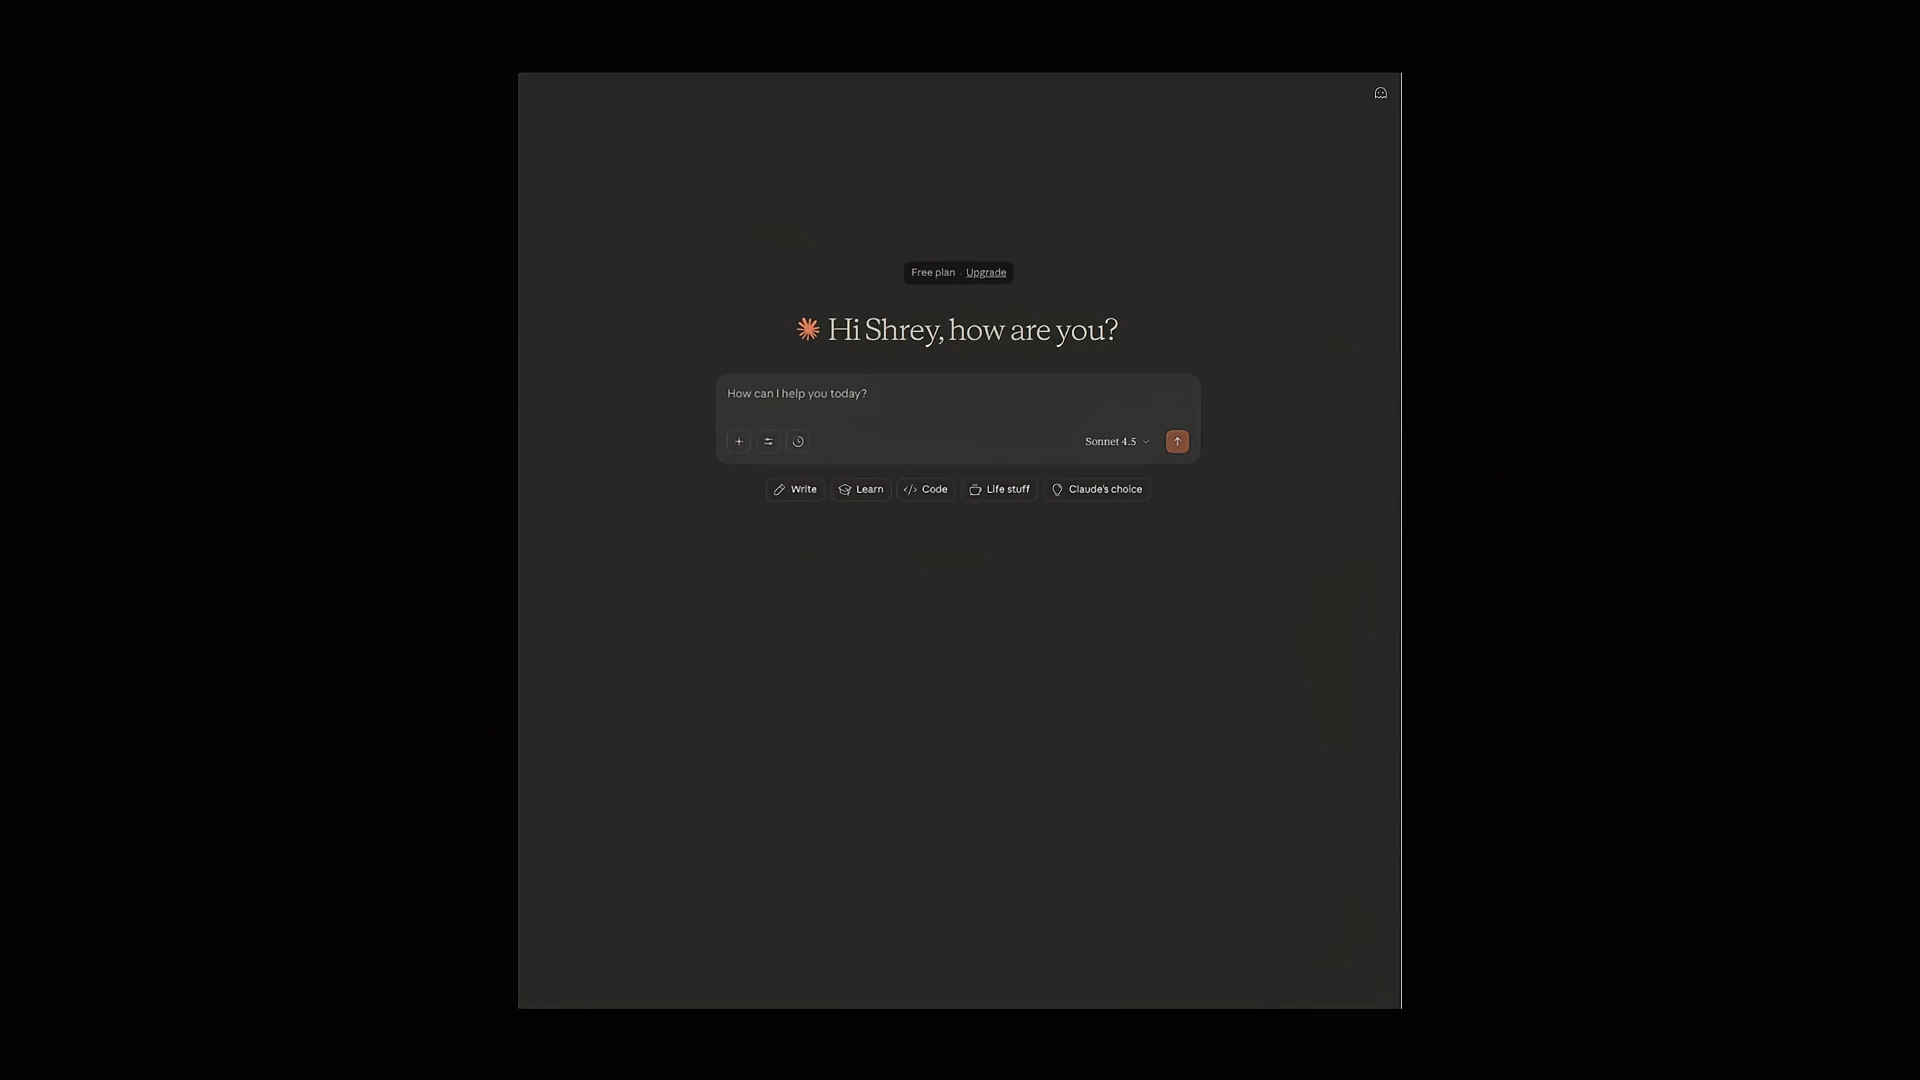 Free plan · Upgrade
Hi Shrey, how are you?
How can I help you today?
Sonnet 4.5
Write Learn Code Life stuff Claude's choice